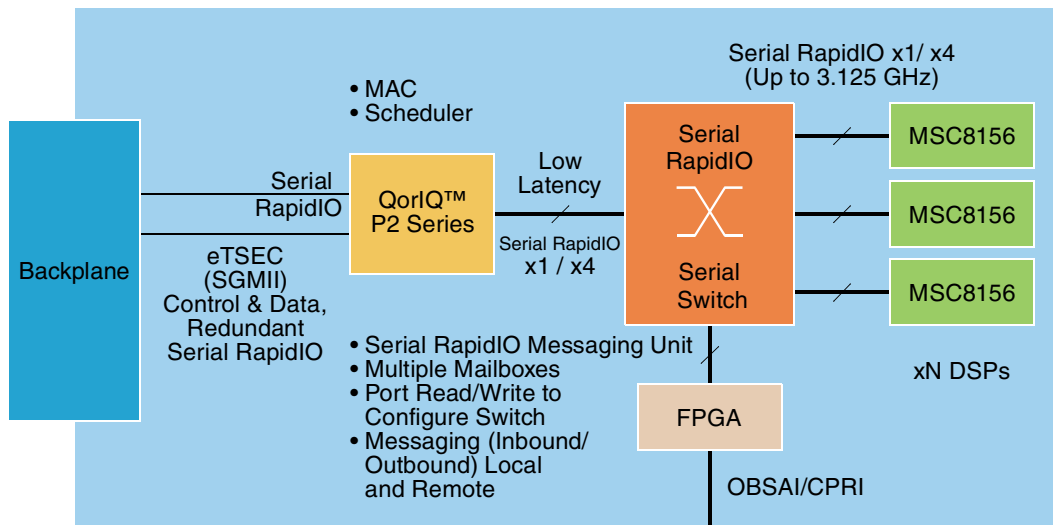 Serial RapidIO x1/ x4
(Up to 3.125 GHz)
• MAC
• Scheduler
Backplane
Serial
RapidIO
eTSEC
(SGMII)
Control & Data,
Redundant
Serial RapidIO
QorIQ™
P2 Series
Low
Latency
Serial RapidIO
x1 / x4
Serial
RapidIO
Serial
Switch
MSC8156
MSC8156
MSC8156
xN DSPs
• Serial RapidIO Messaging Unit
• Multiple Mailboxes
• Port Read/Write to
Configure Switch
• Messaging (Inbound/
Outbound) Local
and Remote
FPGA
OBSAI/CPRI